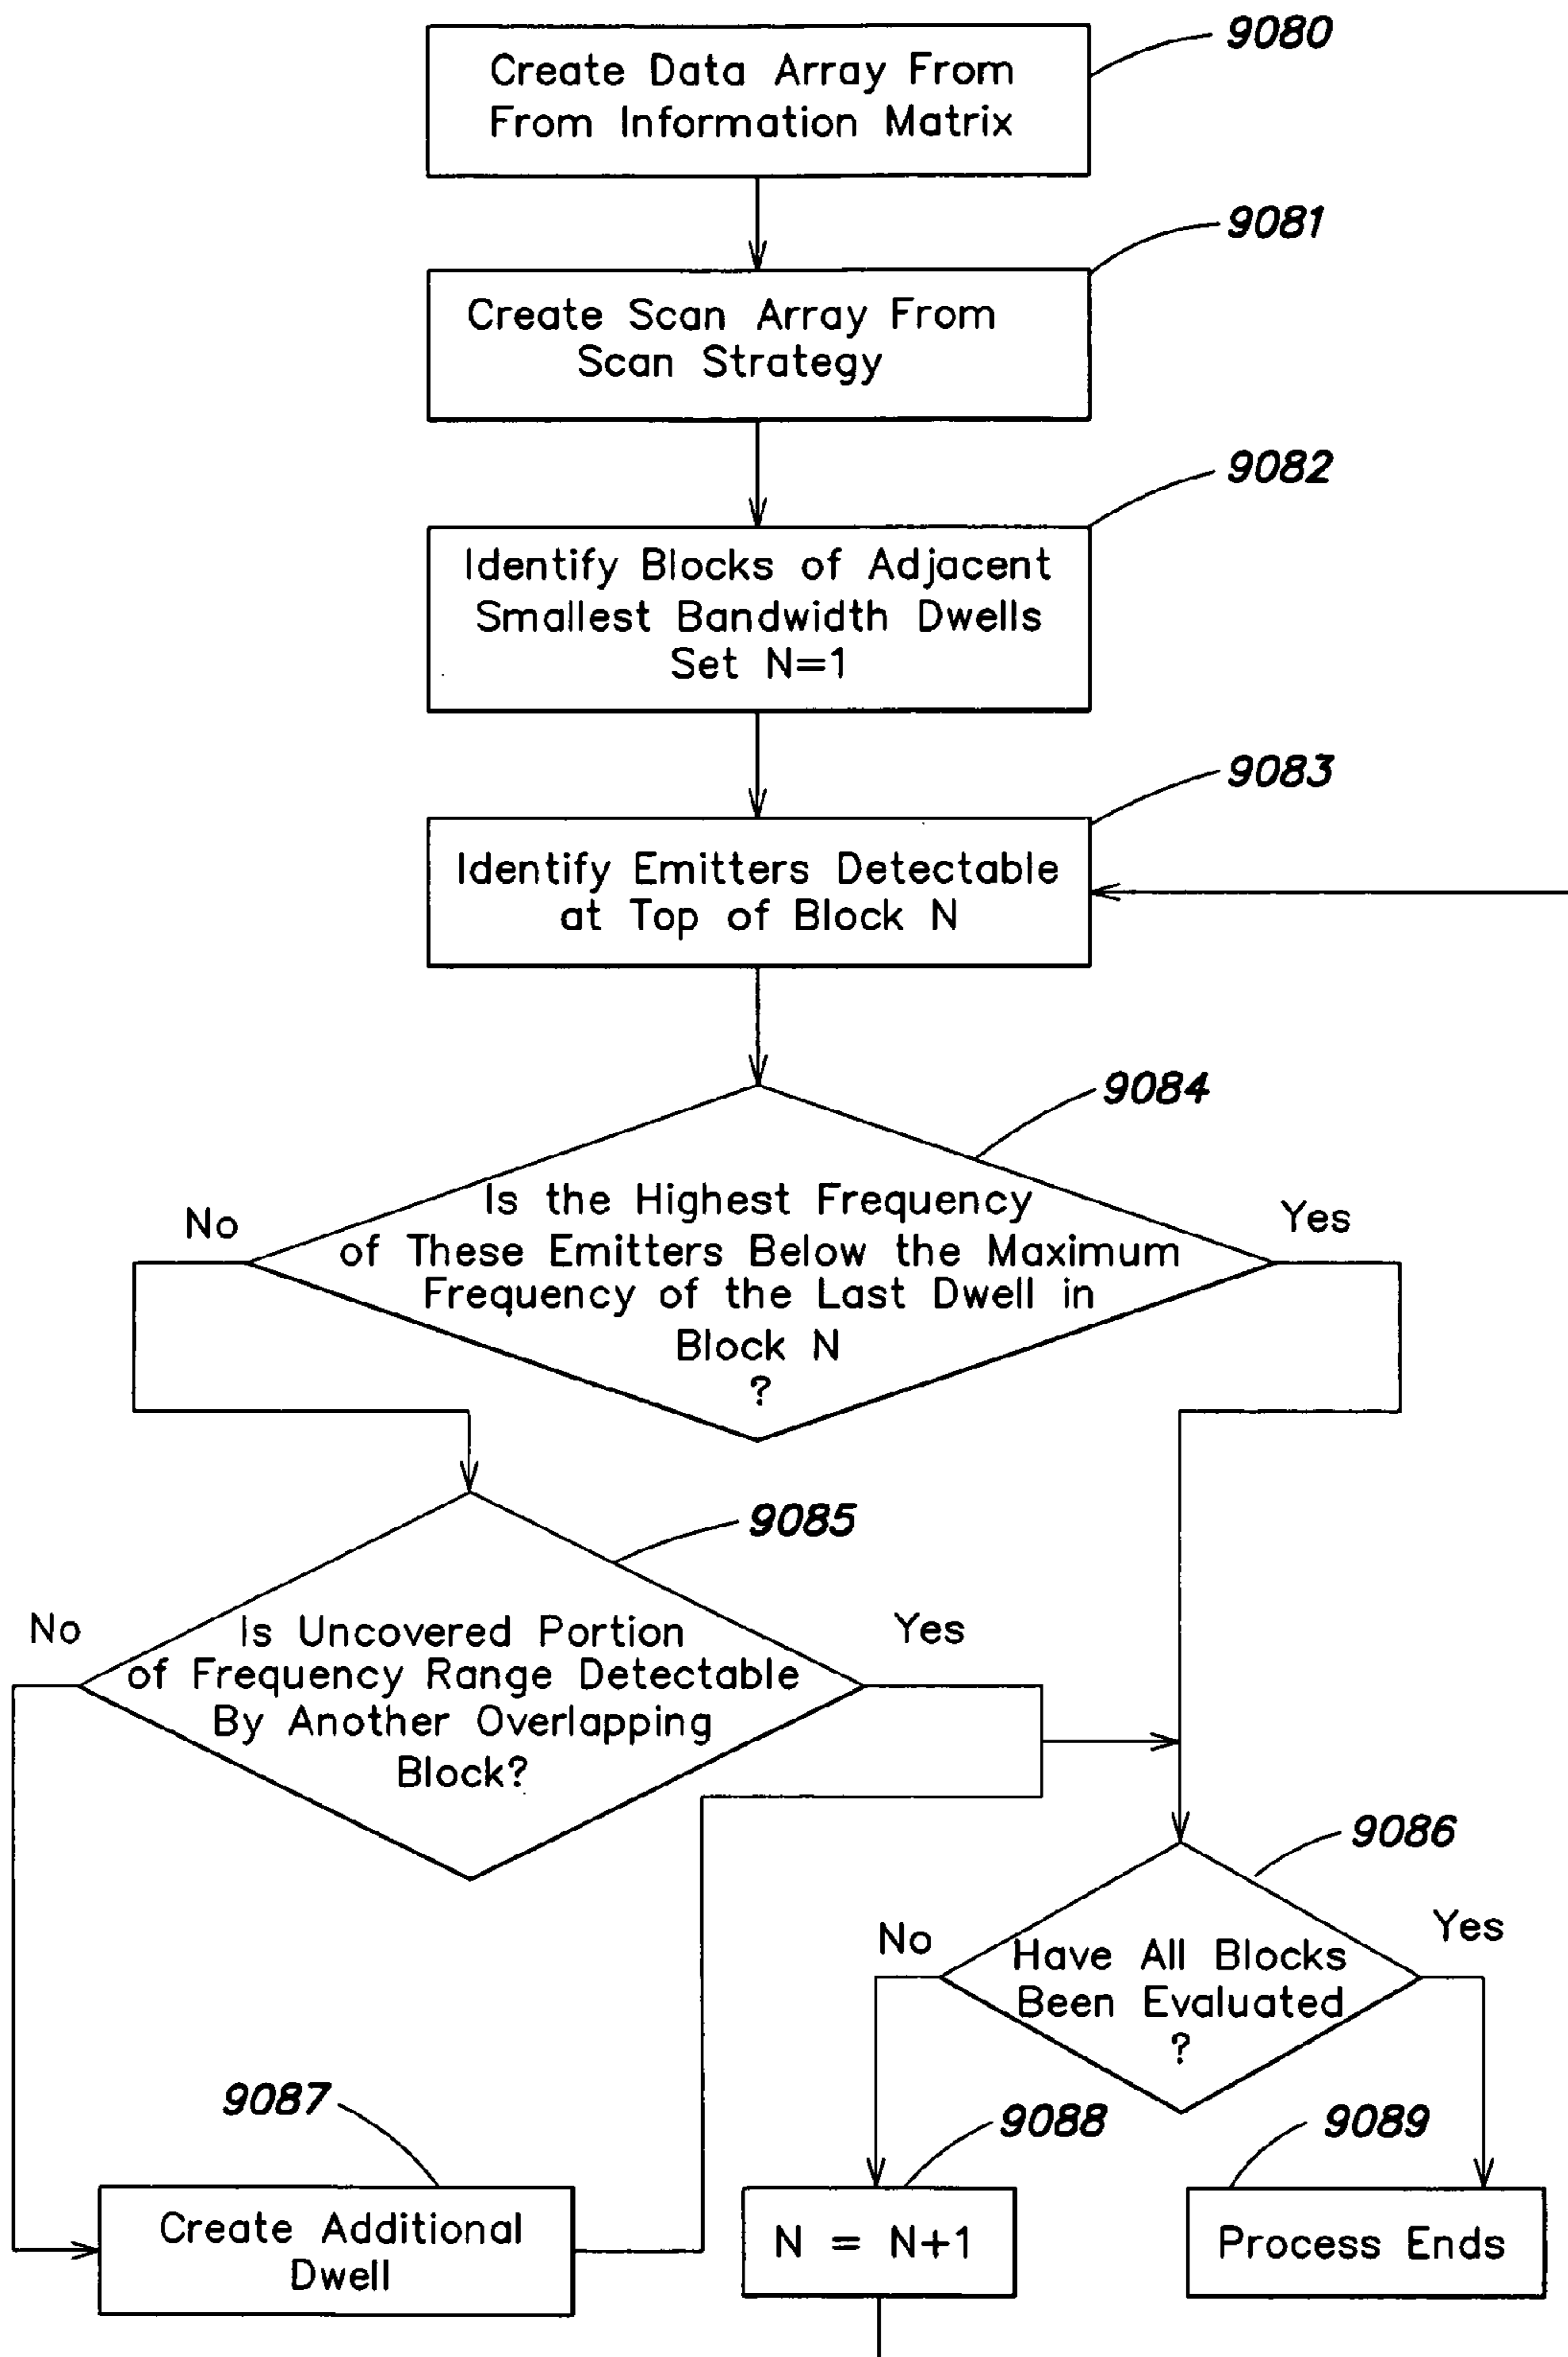 9080
Create Data Array From
From Information Matrix
9081
Create Scan Array From
Scan Strategy
9082
Identify Blocks of Adjacent
Smallest Bandwidth Dwells
Set N=1
9083
Identify Emitters Detectable
at Top of Block N
9084
No
Yes
Is the Highest Frequency
of These Emitters Below the Maximum
Frequency of the Last Dwell in
Block N
?
9085
No
Yes
Is Uncovered Portion
of Frequency Range Detectable
By Another Overlapping
Block?
9086
No
Yes
Have All Blocks
Been Evaluated
?
9087
9088
9089
Create Additional
Dwell
N = N+1
Process Ends